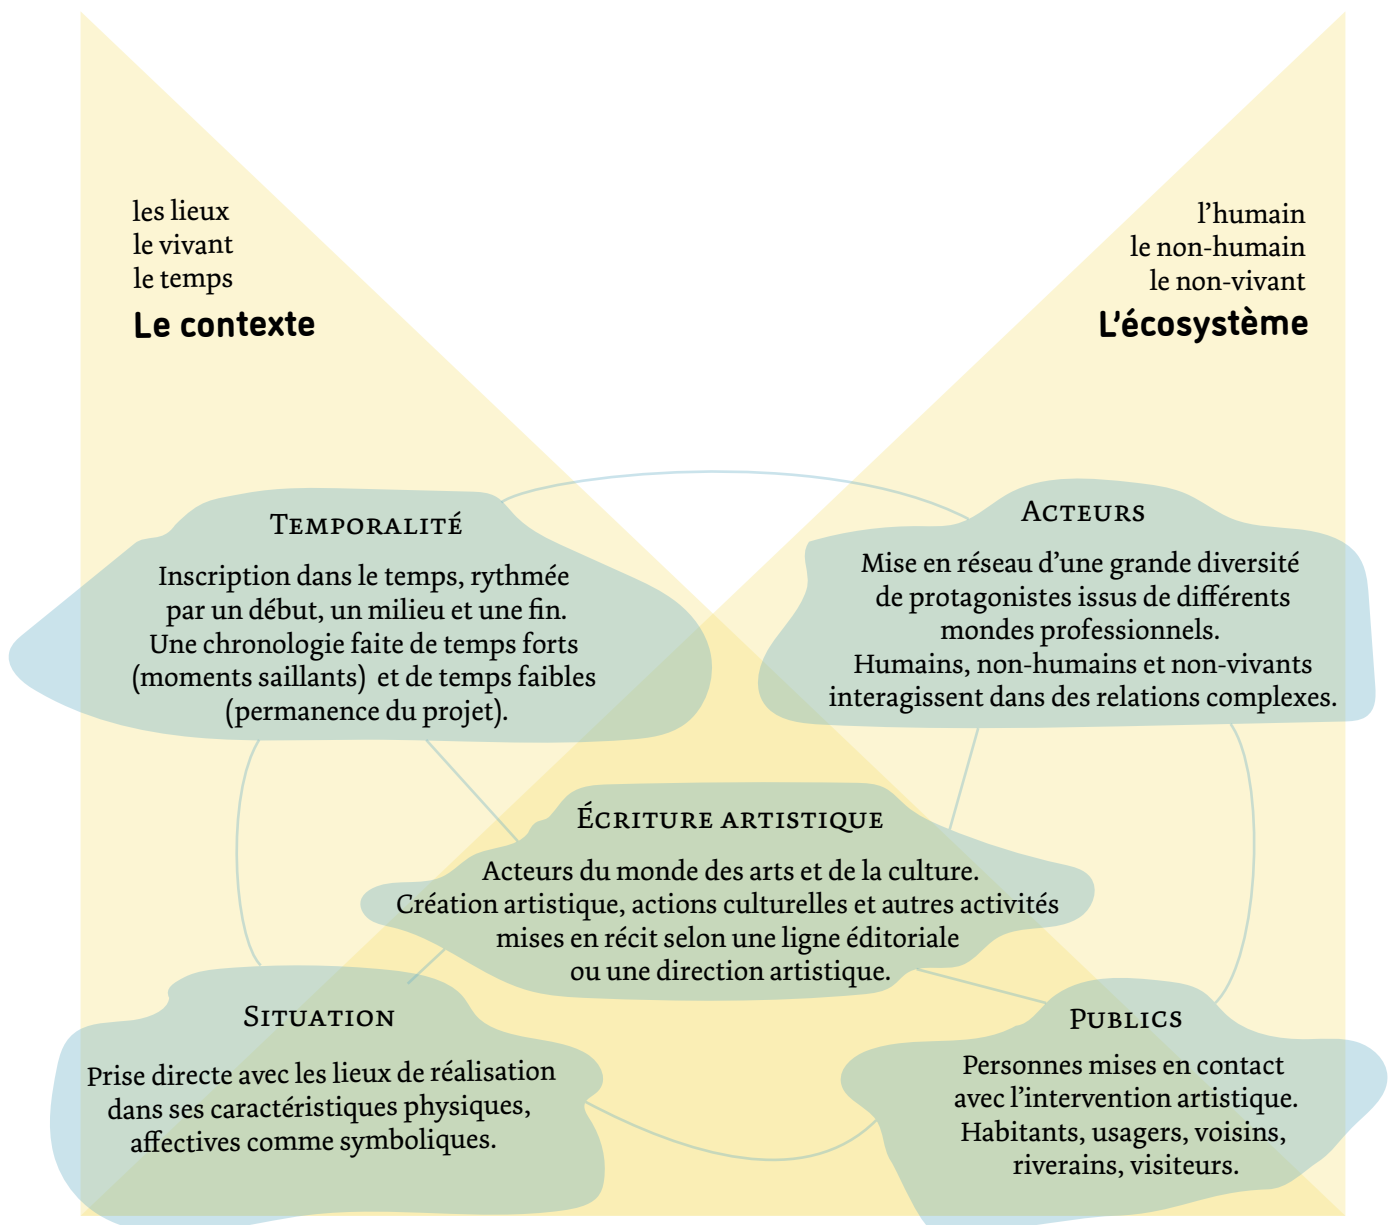 les lieux
le vivant
le temps
Le contexte
l’humain
le non-humain
le non-vivant
L’écosystème
Temporalité
Inscription dans le temps, rythmée
par un début, un milieu et une fin.
Une chronologie faite de temps forts
(moments saillants) et de temps faibles
(permanence du projet).
Acteurs
Mise en réseau d’une grande diversité
de protagonistes issus de différents
mondes professionnels.
Humains, non-humains et non-vivants
interagissent dans des relations complexes.
Écriture artistique
Acteurs du monde des arts et de la culture.
Création artistique, actions culturelles et autres activités
mises en récit selon une ligne éditoriale
ou une direction artistique.
Situation
Prise directe avec les lieux de réalisation
dans ses caractéristiques physiques,
affectives comme symboliques.
Publics
Personnes mises en contact
avec l’intervention artistique.
Habitants, usagers, voisins,
riverains, visiteurs.